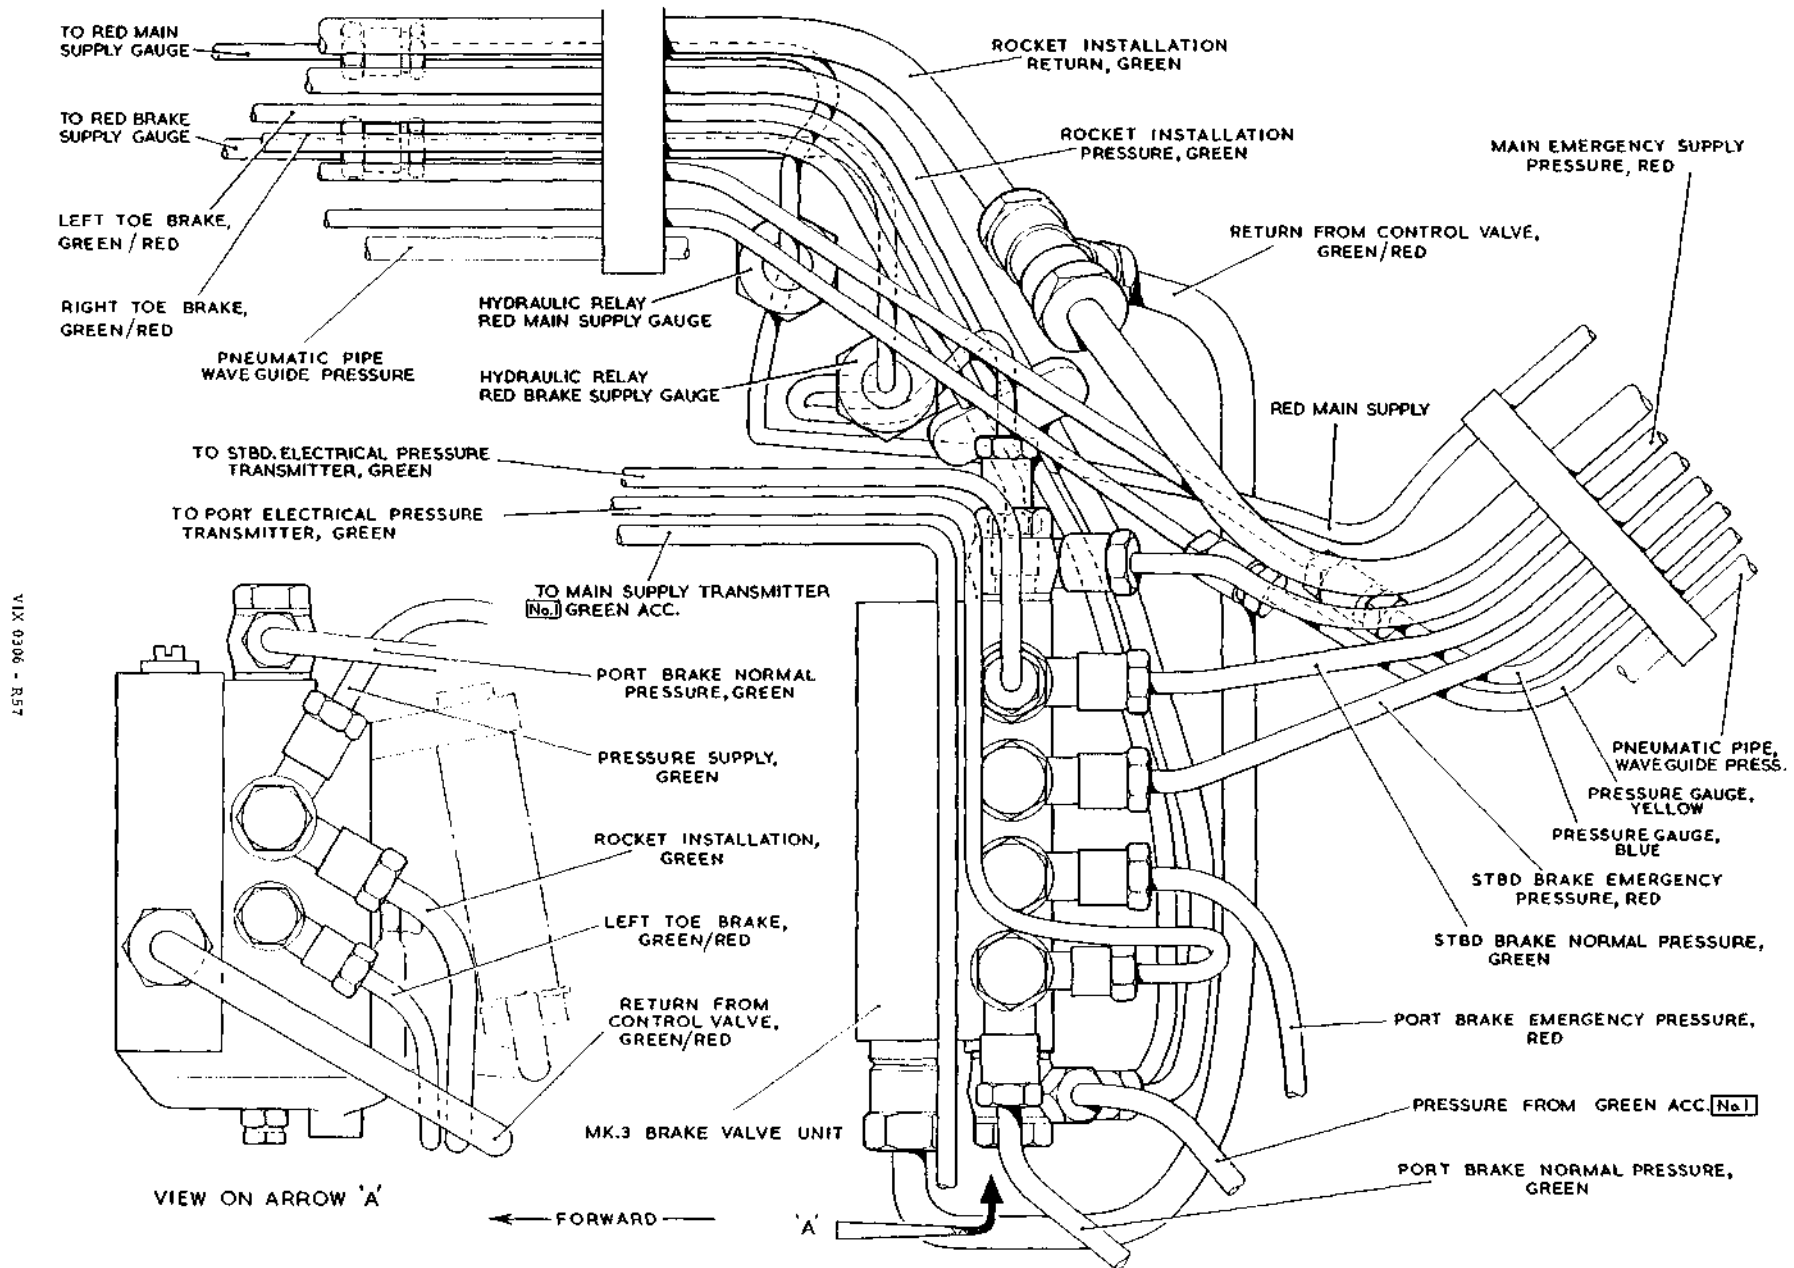 TO RED MAIN
SUPPLY GAUGE
TO RED BRAKE
SUPPLY GAUGE
LEFT TOE BRAKE,
GREEN/RED
RIGHT TOE BRAKE,
GREEN/RED
PNEUMATIC PIPE
WAVEGUIDE PRESSURE
HYDRAULIC RELAY
RED MAIN SUPPLY GAUGE
HYDRAULIC RELAY
RED BRAKE SUPPLY GAUGE
TO STBD. ELECTRICAL PRESSURE
TRANSMITTER, GREEN
TO PORT ELECTRICAL PRESSURE
TRANSMITTER, GREEN
TO MAIN SUPPLY TRANSMITTER
No.1 GREEN ACC.
ROCKET INSTALLATION
RETURN, GREEN
ROCKET INSTALLATION
PRESSURE, GREEN
MAIN EMERGENCY SUPPLY
PRESSURE, RED
RETURN FROM CONTROL VALVE,
GREEN/RED
RED MAIN SUPPLY
PORT BRAKE NORMAL
PRESSURE, GREEN
PRESSURE SUPPLY,
GREEN
ROCKET INSTALLATION,
GREEN
LEFT TOE BRAKE,
GREEN/RED
RETURN FROM
CONTROL VALVE,
GREEN/RED
MK.3 BRAKE VALVE UNIT
PNEUMATIC PIPE,
WAVEGUIDE PRESS.
PRESSURE GAUGE,
YELLOW
PRESSURE GAUGE,
BLUE
STBD BRAKE EMERGENCY
PRESSURE, RED
STBD BRAKE NORMAL PRESSURE,
GREEN
PORT BRAKE EMERGENCY PRESSURE,
RED
PRESSURE FROM GREEN ACC. No.1
PORT BRAKE NORMAL PRESSURE,
GREEN
VIEW ON ARROW 'A'
FORWARD
'A'
VIX 0306 - R57